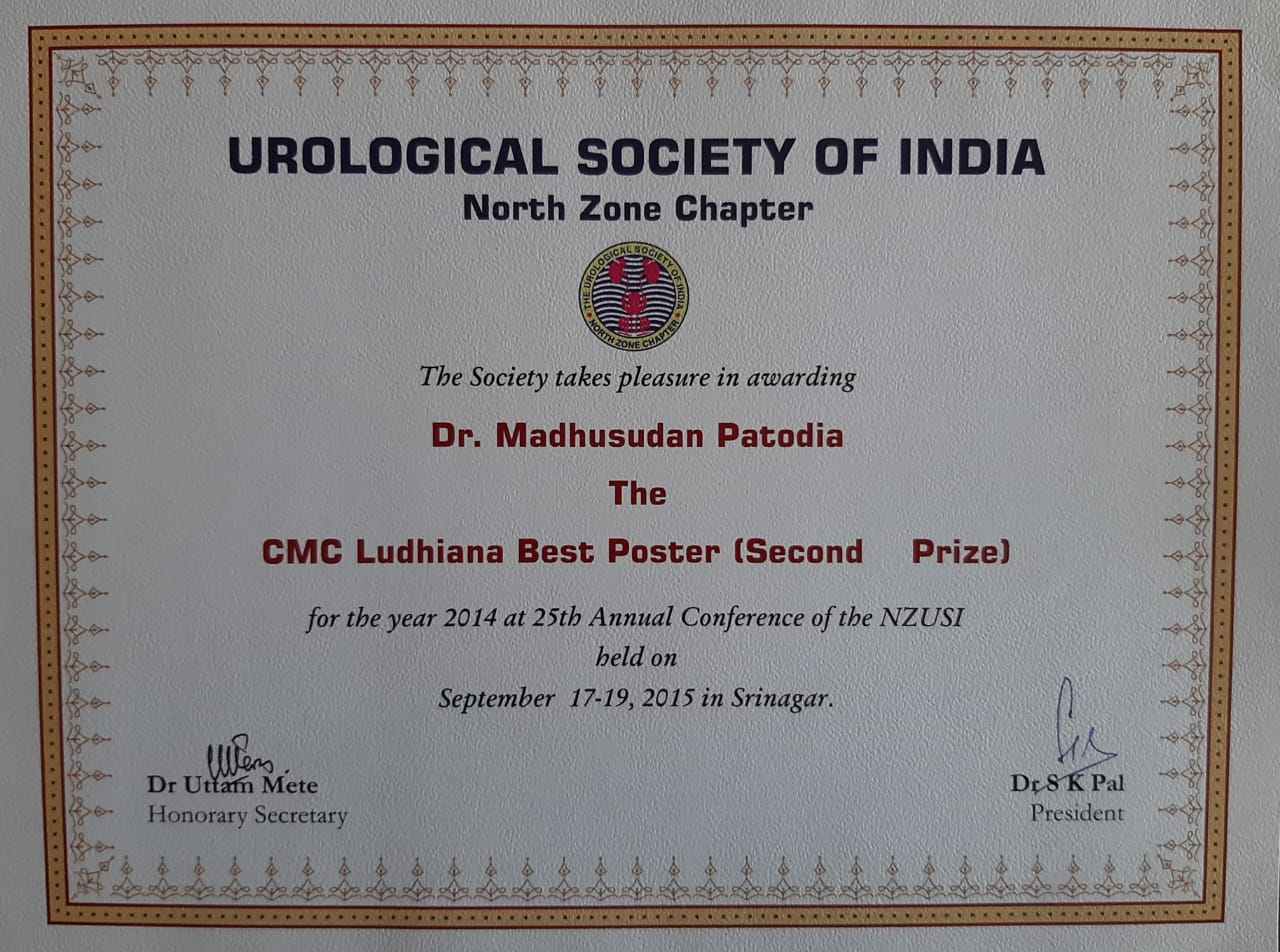 UROLOGICAL SOCIETY OF INDIA
North Zone Chapter
THE UROLOGICAL SOCIETY OF INDIA
NORTH ZONE CHAPTER
The Society takes pleasure in awarding
Dr. Madhusudan Patodia
The
CMC Ludhiana Best Poster (Second Prize)
for the year 2014 at 25th Annual Conference of the NZUSI
held on
September 17-19, 2015 in Srinagar.
Dr Uttam Mete
Honorary Secretary
Dr S K Pal
President